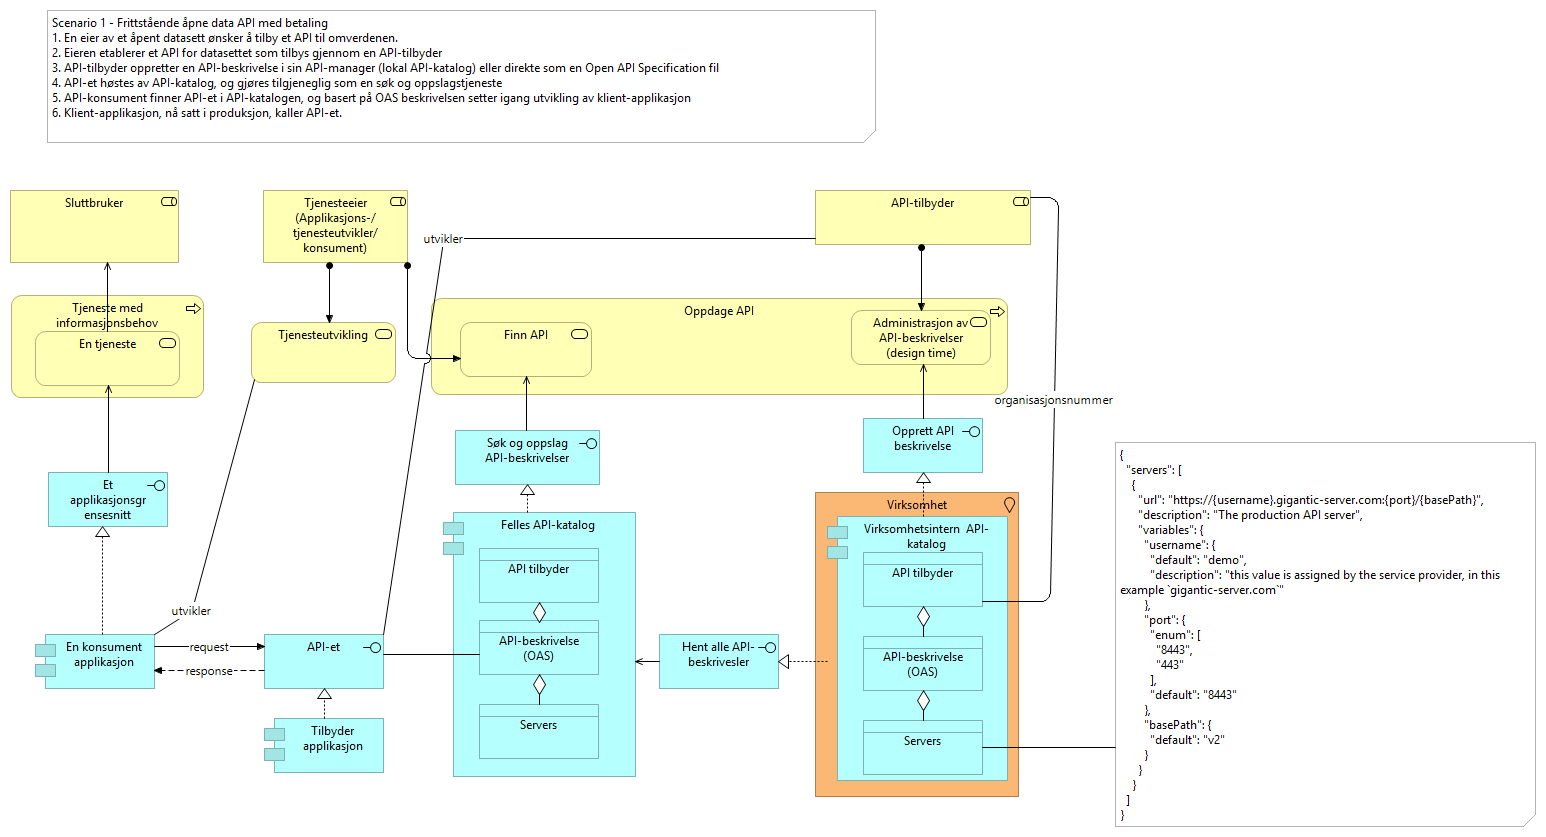 Scenario 1 - Frittstående åpne data API med betaling
1. En eier av et åpent datasett ønsker å tilby et API til omverdenen.
2. Eieren etablerer et API for datasettet som tilbys gjennom en API-tilbyder
3. API-tilbyder oppretter en API-beskrivelse i sin API-manager (lokal API-katalog) eller direkte som en Open API Specification fil
4. API-et høstes av API-katalog, og gjøres tilgjeneglig som en søk og oppslagstjeneste
5. API-konsument finner API-et i API-katalogen, og basert på OAS beskrivelsen setter igang utvikling av klient-applikasjon
6. Klient-applikasjon, nå satt i produksjon, kaller API-et.
Sluttbruker
Tjenesteeier
(Applikasjons-/
tjenesteutvikler/
konsument)
API-tilbyder
utvikler
Tjeneste med
informasjonsbehov
En tjeneste
Tjenesteutvikling
Oppdage API
Finn API
Administrasjon av
API-beskrivelser
(design time)
organisasjonsnummer
Et
applikasjonsgr
ensesnitt
Søk og oppslag
API-beskrivelser
Opprett API
beskrivelse
Felles API-katalog
API tilbyder
API-beskrivelse
(OAS)
Servers
Virksomhet
Virksomhetsintern API-
katalog
API tilbyder
API-beskrivelse
(OAS)
Servers
utvikler
En konsument
applikasjon
request
response
API-et
Tilbyder
applikasjon
Hent alle API-
beskrivesler
{
"servers": [
{
"url": "https://{username}.gigantic-server.com:{port}/{basePath}",
"description": "The production API server",
"variables": {
"username": {
"default": "demo",
"description": "this value is assigned by the service provider, in this
example `gigantic-server.com`"
},
"port": {
"enum": [
"8443",
"443"
],
"default": "8443"
},
"basePath": {
"default": "v2"
}
}
}
]
}